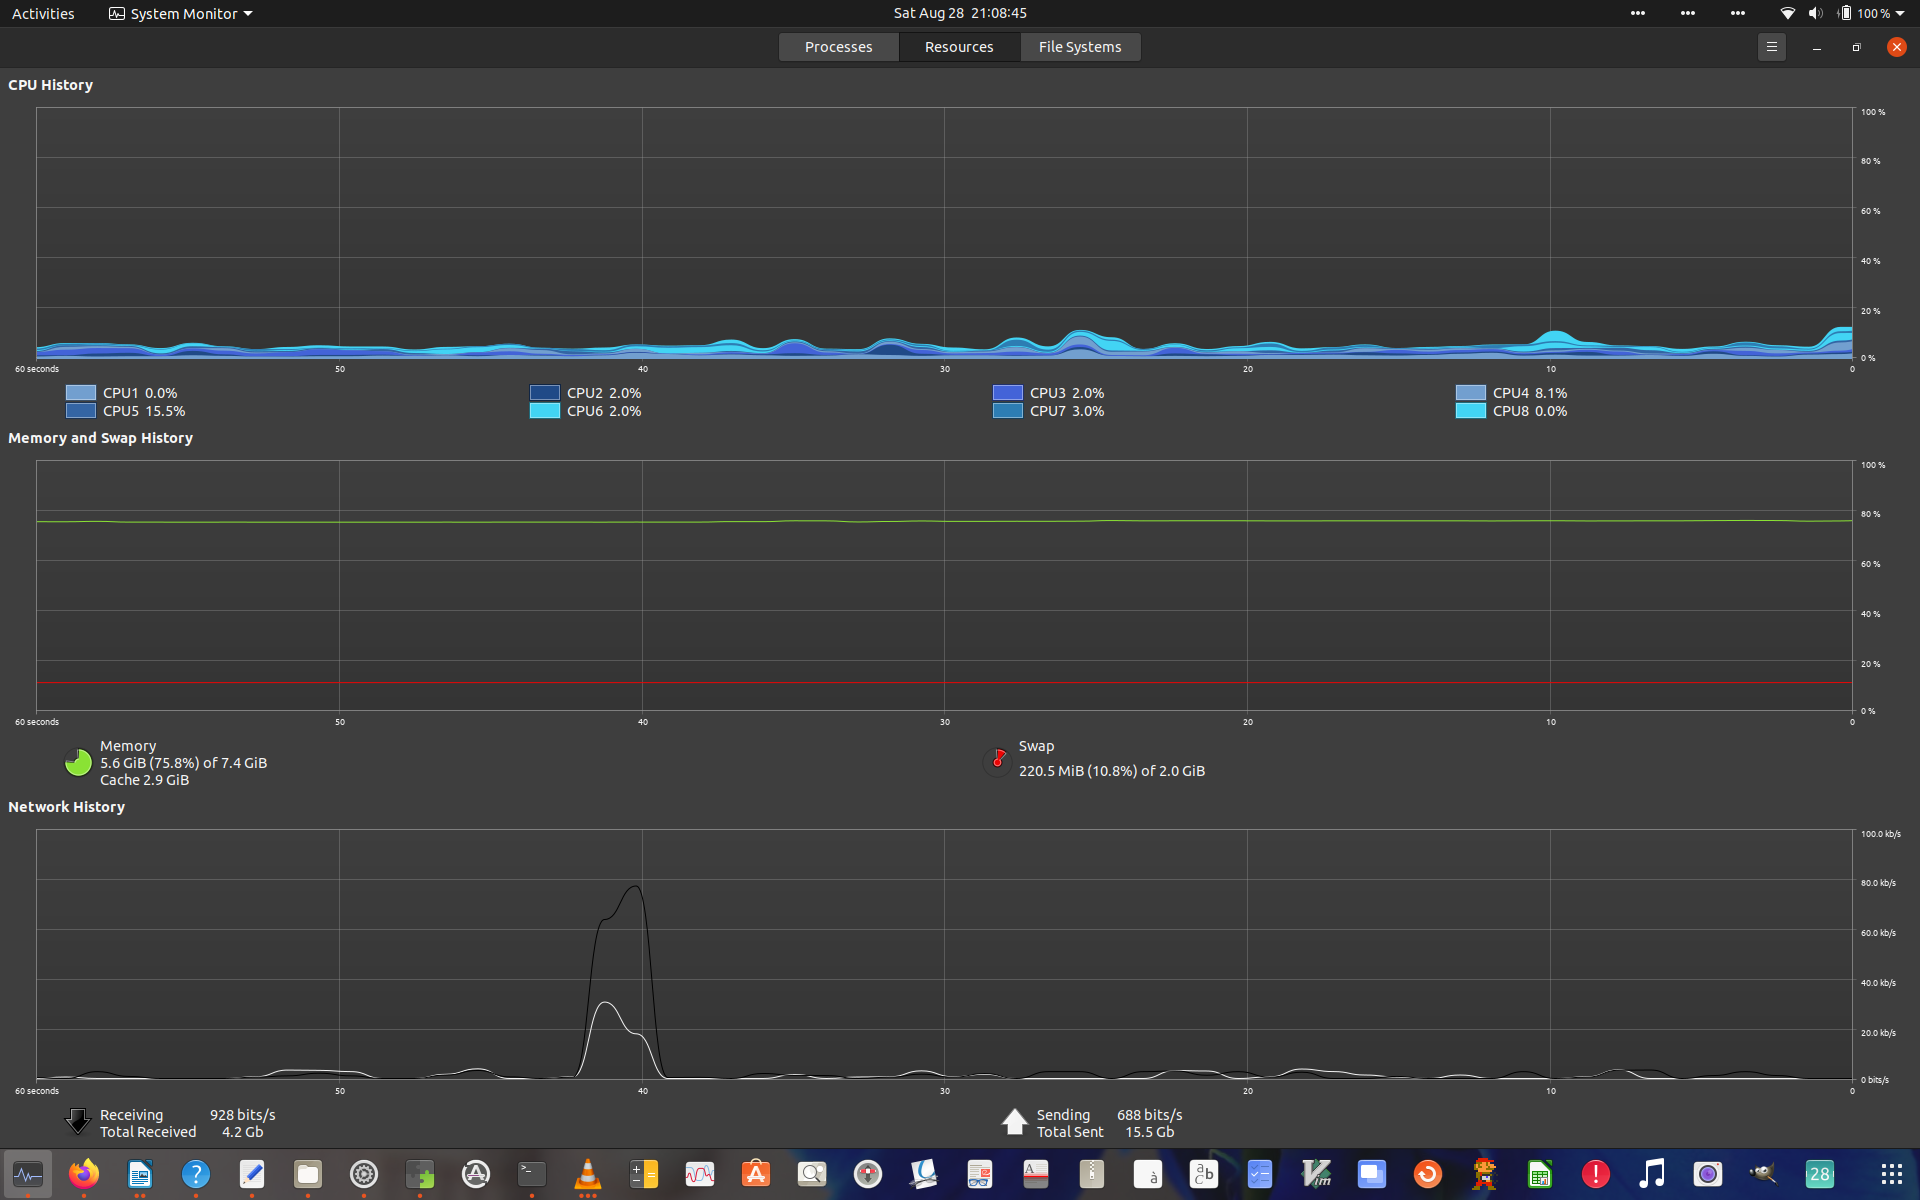 Activities System Monitor Sat Aug 28 21:08:45 100 %
Processes Resources File Systems
CPU History
100 %
80 %
60 %
40 %
20 %
0 %
60 seconds 50 40 30 20 10 0
CPU1 0.0% CPU2 2.0% CPU3 2.0% CPU4 8.1%
CPU5 15.5% CPU6 2.0% CPU7 3.0% CPU8 0.0%
Memory and Swap History
100 %
80 %
60 %
40 %
20 %
0 %
60 seconds 50 40 30 20 10 0
Memory
5.6 GiB (75.8%) of 7.4 GiB
Cache 2.9 GiB
Swap
220.5 MiB (10.8%) of 2.0 GiB
Network History
100.0 kb/s
80.0 kb/s
60.0 kb/s
40.0 kb/s
20.0 kb/s
0 bits/s
60 seconds 50 40 30 20 10 0
Receiving 928 bits/s
Total Received 4.2 Gb
Sending 688 bits/s
Total Sent 15.5 Gb
? >_ A à a b c Vim ! 28